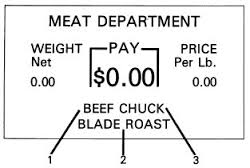 MEAT DEPARTMENT
WEIGHT PAY PRICE
Net Per Lb.
0.00 $0.00 0.00
BEEF CHUCK
BLADE ROAST
1 2 3